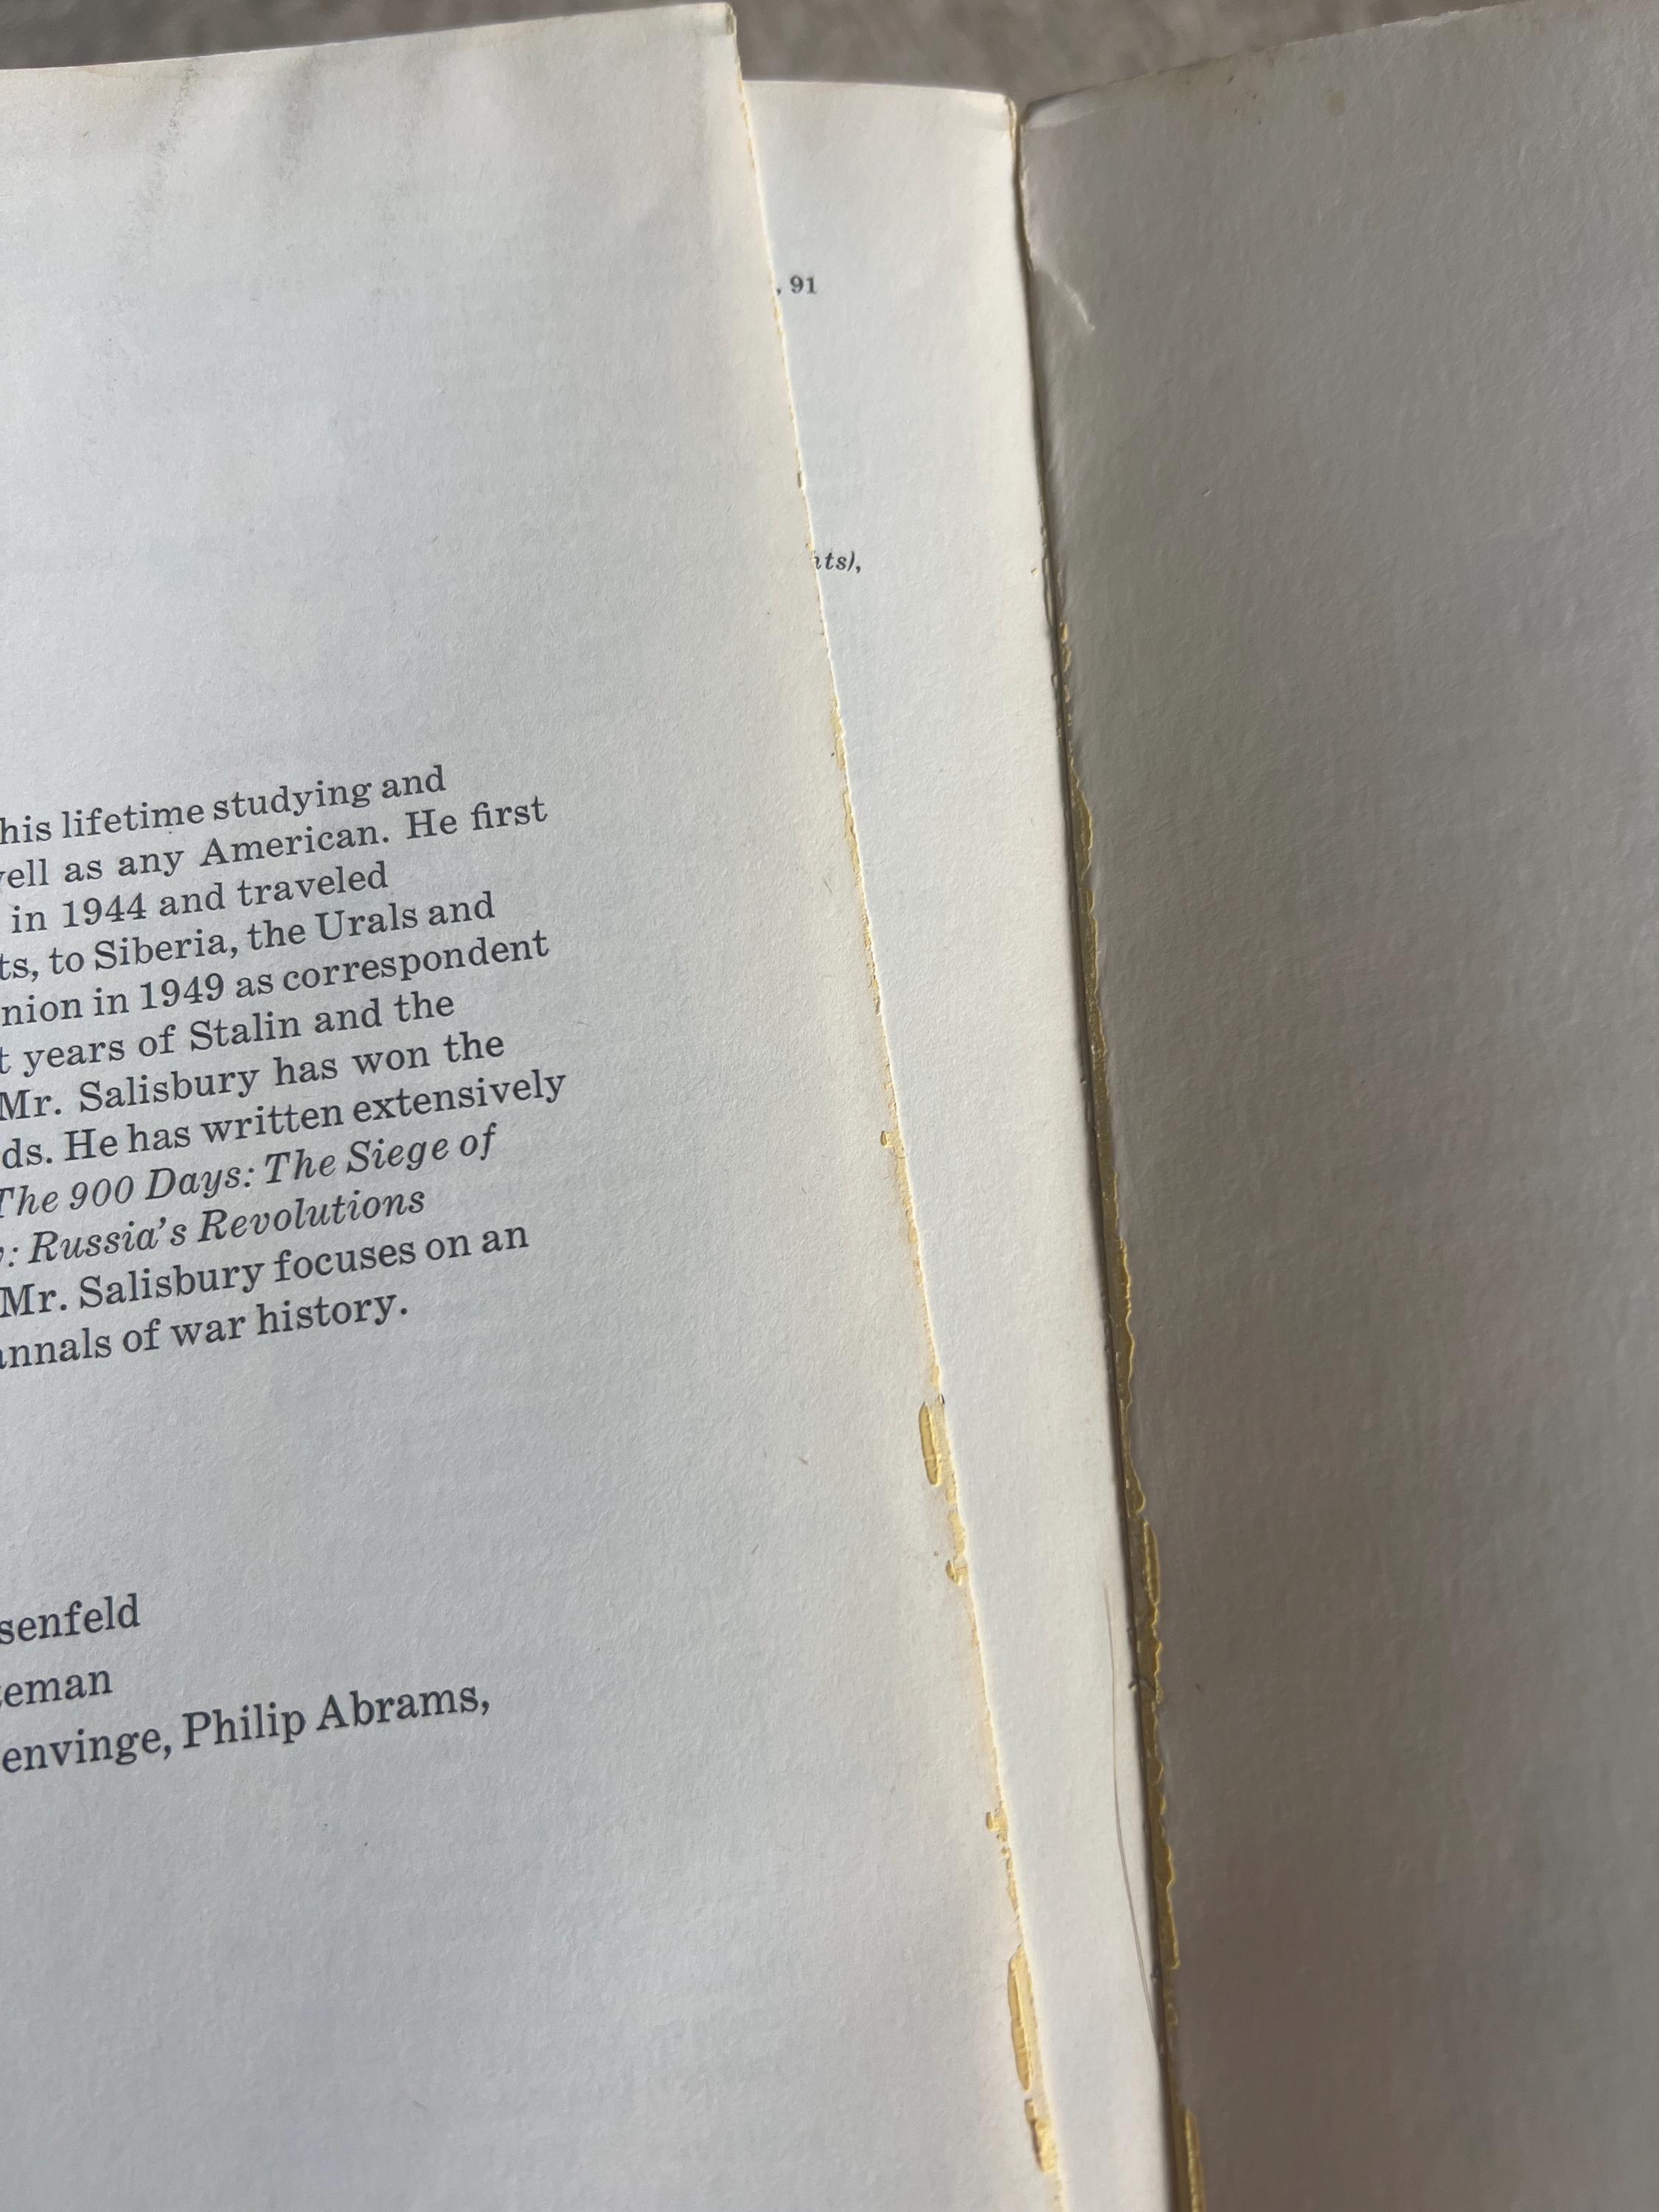 , 91
hts),
his lifetime studying and
well as any American. He first
in 1944 and traveled
ts, to Siberia, the Urals and
nion in 1949 as correspondent
t years of Stalin and the
Mr. Salisbury has won the
ds. He has written extensively
The 900 Days: The Siege of
: Russia's Revolutions
Mr. Salisbury focuses on an
annals of war history.
senfeld
eman
envinge, Philip Abrams,